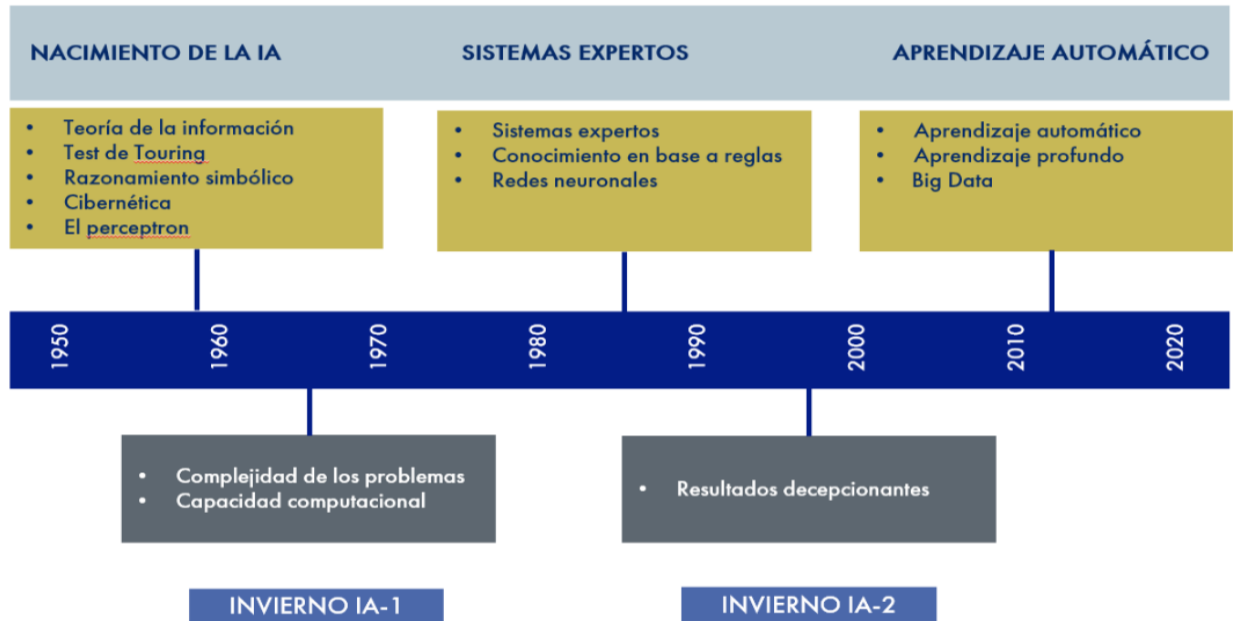 NACIMIENTO DE LA IA
SISTEMAS EXPERTOS
APRENDIZAJE AUTOMÁTICO
• Teoría de la información
• Test de Touring
• Razonamiento simbólico
• Cibernética
• El perceptron
• Sistemas expertos
• Conocimiento en base a reglas
• Redes neuronales
• Aprendizaje automático
• Aprendizaje profundo
• Big Data
1950
1960
1970
1980
1990
2000
2010
2020
• Complejidad de los problemas
• Capacidad computacional
• Resultados decepcionantes
INVIERNO IA-1
INVIERNO IA-2